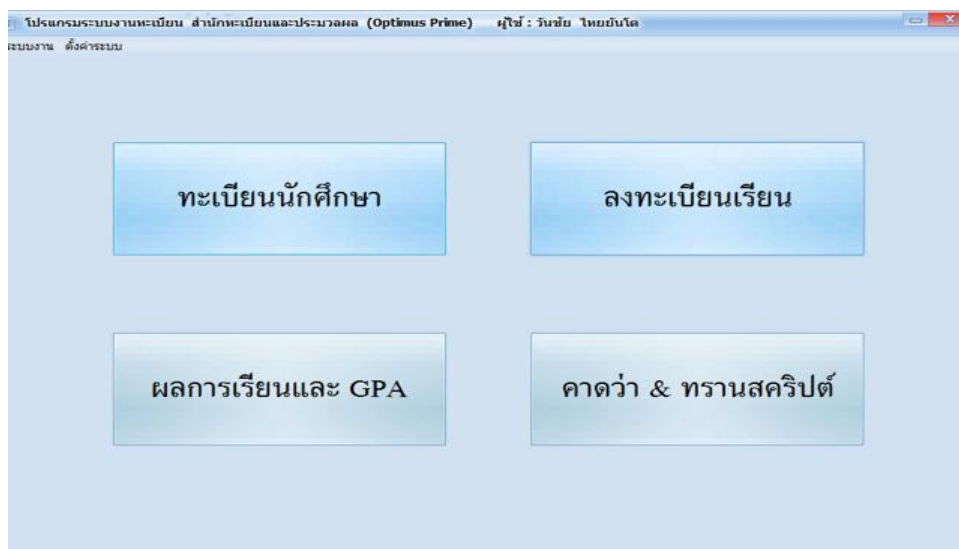 โปรแกรมระบบงานทะเบียน สำนักทะเบียนและประมวลผล (Optimus Prime) ผู้ใช้ : วันชัย ไทยยันโต
ระบบงาน ตั้งค่าระบบ
ทะเบียนนักศึกษา ลงทะเบียนเรียน
ผลการเรียนและ GPA คาดว่า & ทรานสคริปต์